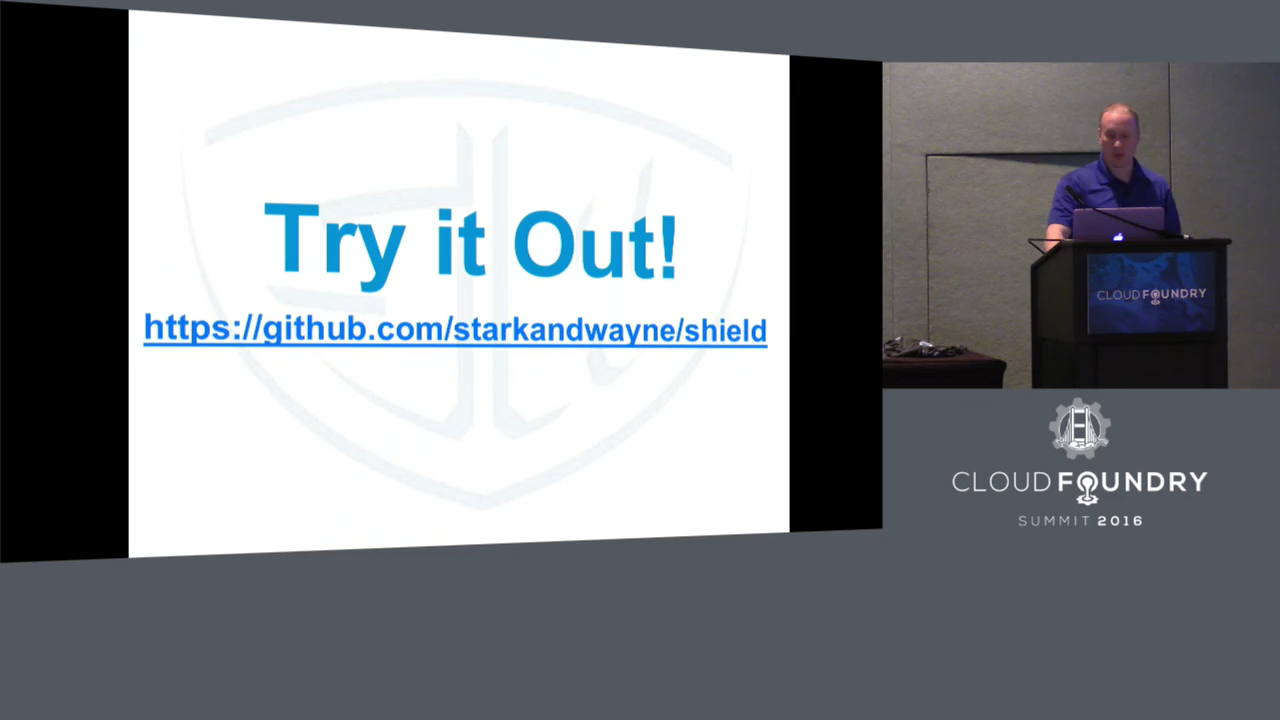 Try it Out!
https://github.com/starkandwayne/shield
CLOUD FOUNDRY
CLOUD FOUNDRY
SUMMIT 2016